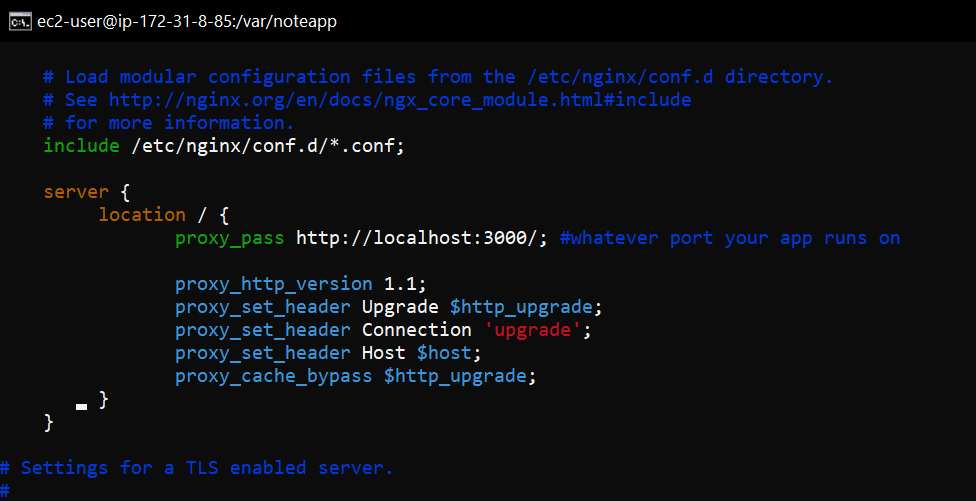 C:\. ec2-user@ip-172-31-8-85:/var/noteapp
# Load modular configuration files from the /etc/nginx/conf.d directory.
# See http://nginx.org/en/docs/ngx_core_module.html#include
# for more information.
include /etc/nginx/conf.d/*.conf;
server {
location / {
proxy_pass http://localhost:3000/; #whatever port your app runs on
proxy_http_version 1.1;
proxy_set_header Upgrade $http_upgrade;
proxy_set_header Connection 'upgrade';
proxy_set_header Host $host;
proxy_cache_bypass $http_upgrade;
}
}
# Settings for a TLS enabled server.
#